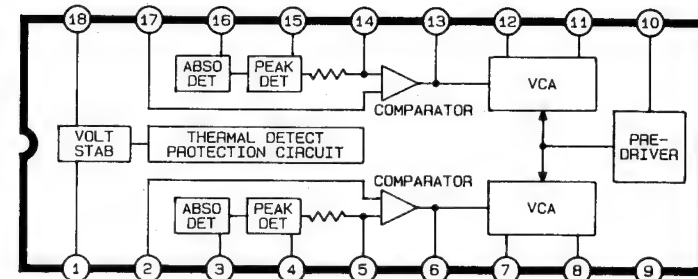 18 17 16 15 14 13 12 11 10
ABSO
DET
PEAK
DET
COMPARATOR
VCA
VOLT
STAB
THERMAL DETECT
PROTECTION CIRCUIT
PRE-
DRIVER
COMPARATOR
ABSO
DET
PEAK
DET
VCA
1 2 3 4 5 6 7 8 9